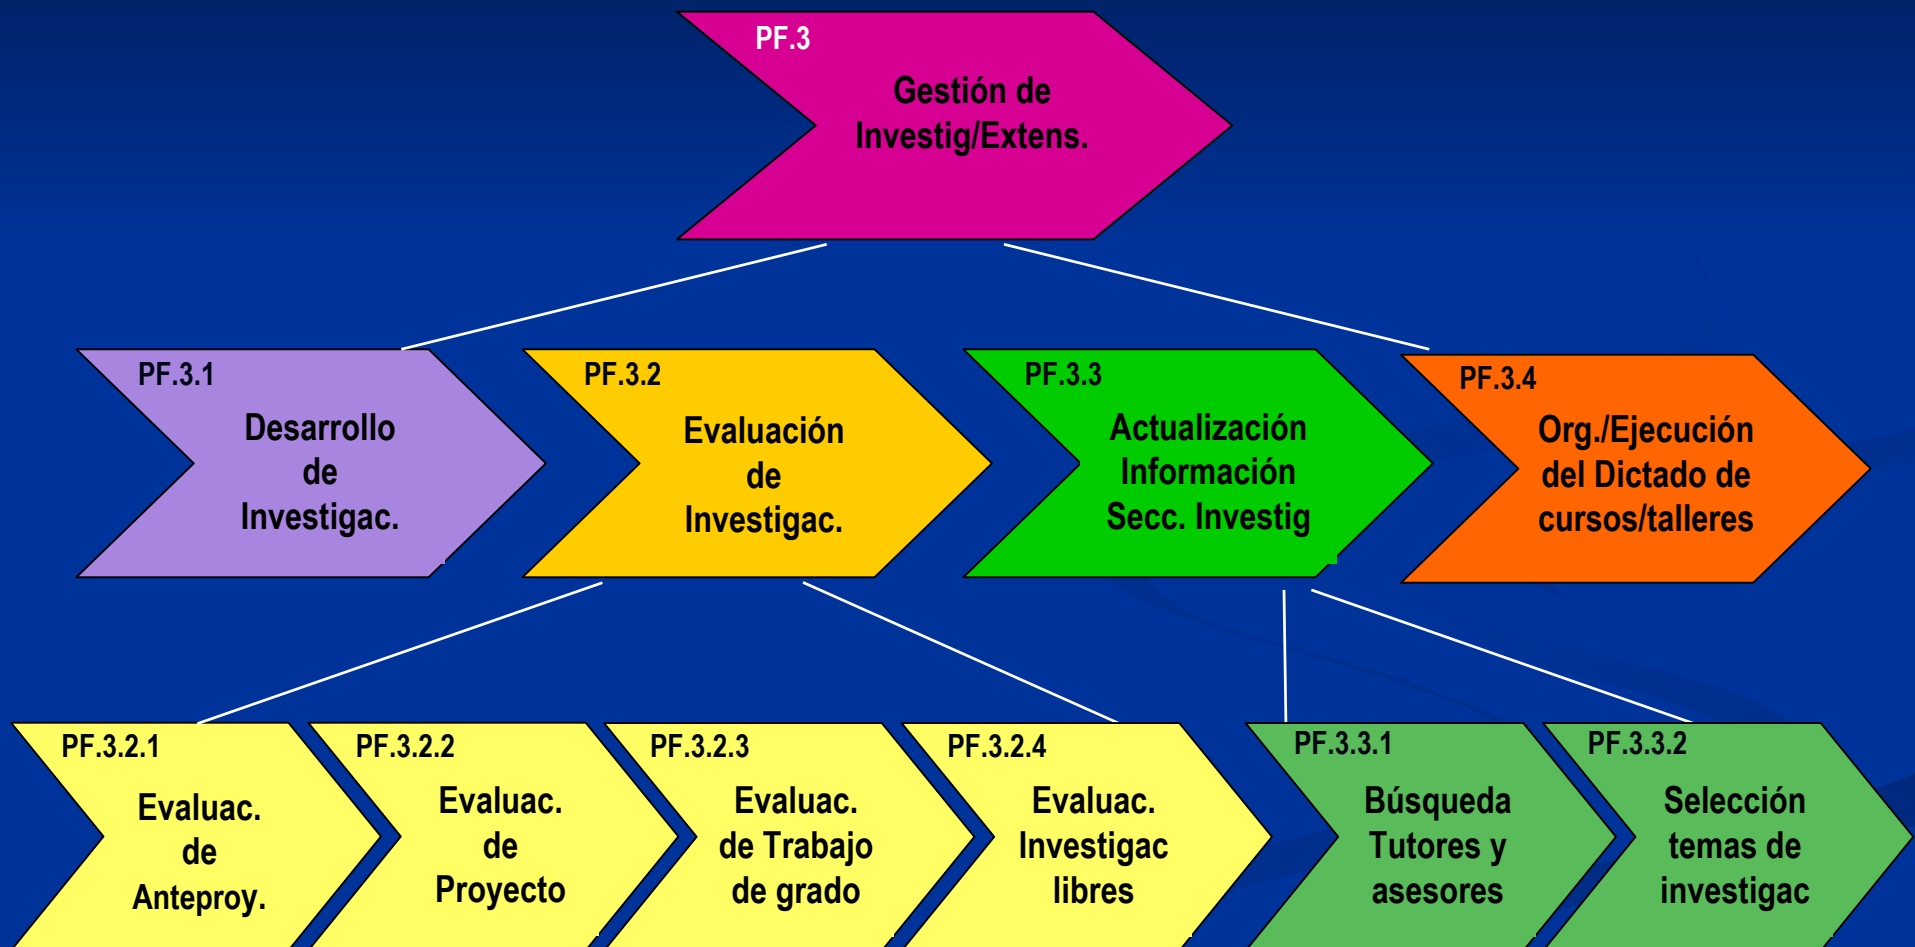 PF.3
Gestión de
Investig/Extens.
PF.3.1
Desarrollo
de
Investigac.
PF.3.2
Evaluación
de
Investigac.
PF.3.3
Actualización
Información
Secc. Investig
PF.3.4
Org./Ejecución
del Dictado de
cursos/talleres
PF.3.2.1
Evaluac.
de
Anteproy.
PF.3.2.2
Evaluac.
de
Proyecto
PF.3.2.3
Evaluac.
de Trabajo
de grado
PF.3.2.4
Evaluac.
Investigac
libres
PF.3.3.1
Búsqueda
Tutores y
asesores
PF.3.3.2
Selección
temas de
investigac